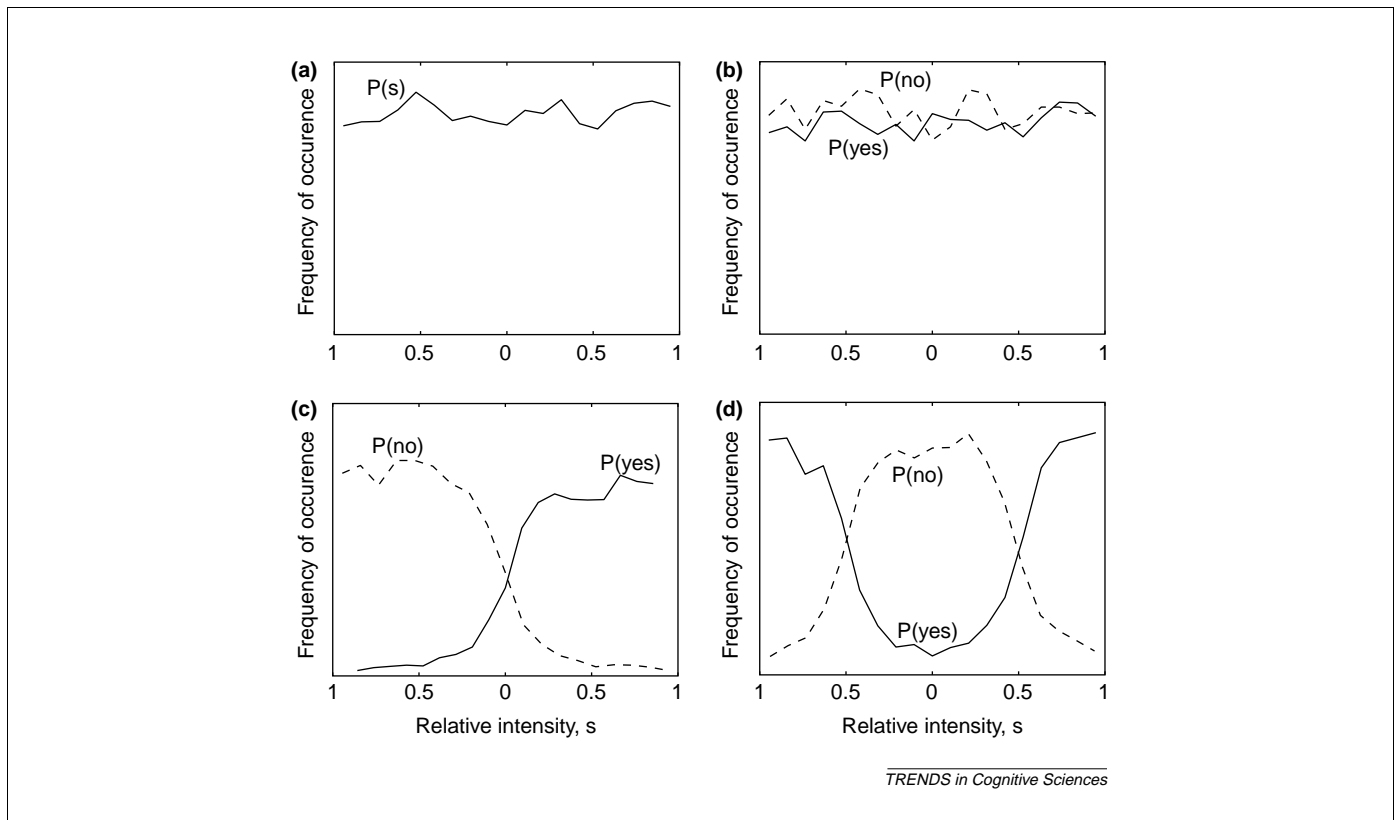 (a)
P(s)
Frequency of occurence
1 0.5 0 0.5 1
(b)
P(no)
P(yes)
Frequency of occurence
1 0.5 0 0.5 1
(c)
P(no)
P(yes)
Frequency of occurence
1 0.5 0 0.5 1
Relative intensity, s
(d)
P(no)
P(yes)
Frequency of occurence
1 0.5 0 0.5 1
Relative intensity, s
TRENDS in Cognitive Sciences